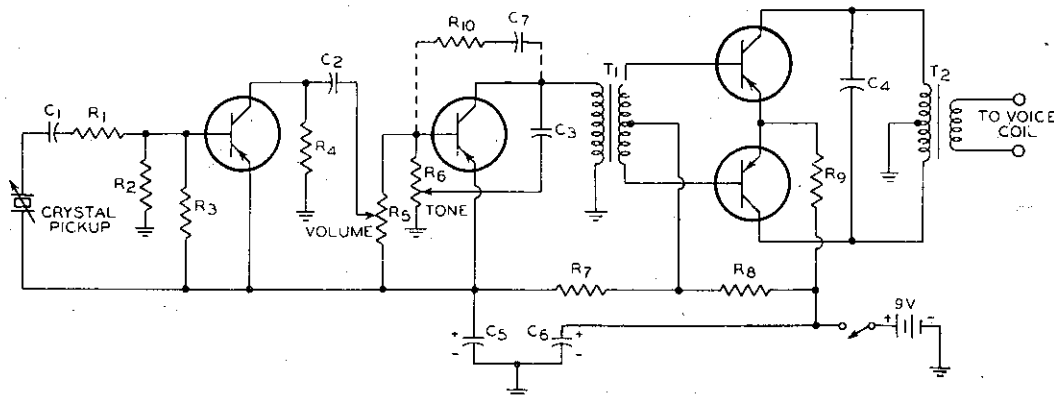 R10
C7
C2
T1
C4
T2
C1
R1
R4
C3
TO VOICE
COIL
R2
R3
R5
R6
R9
CRYSTAL
PICKUP
VOLUME
TONE
R7
R8
+
-
C5
C6
+
-
9V
+
-